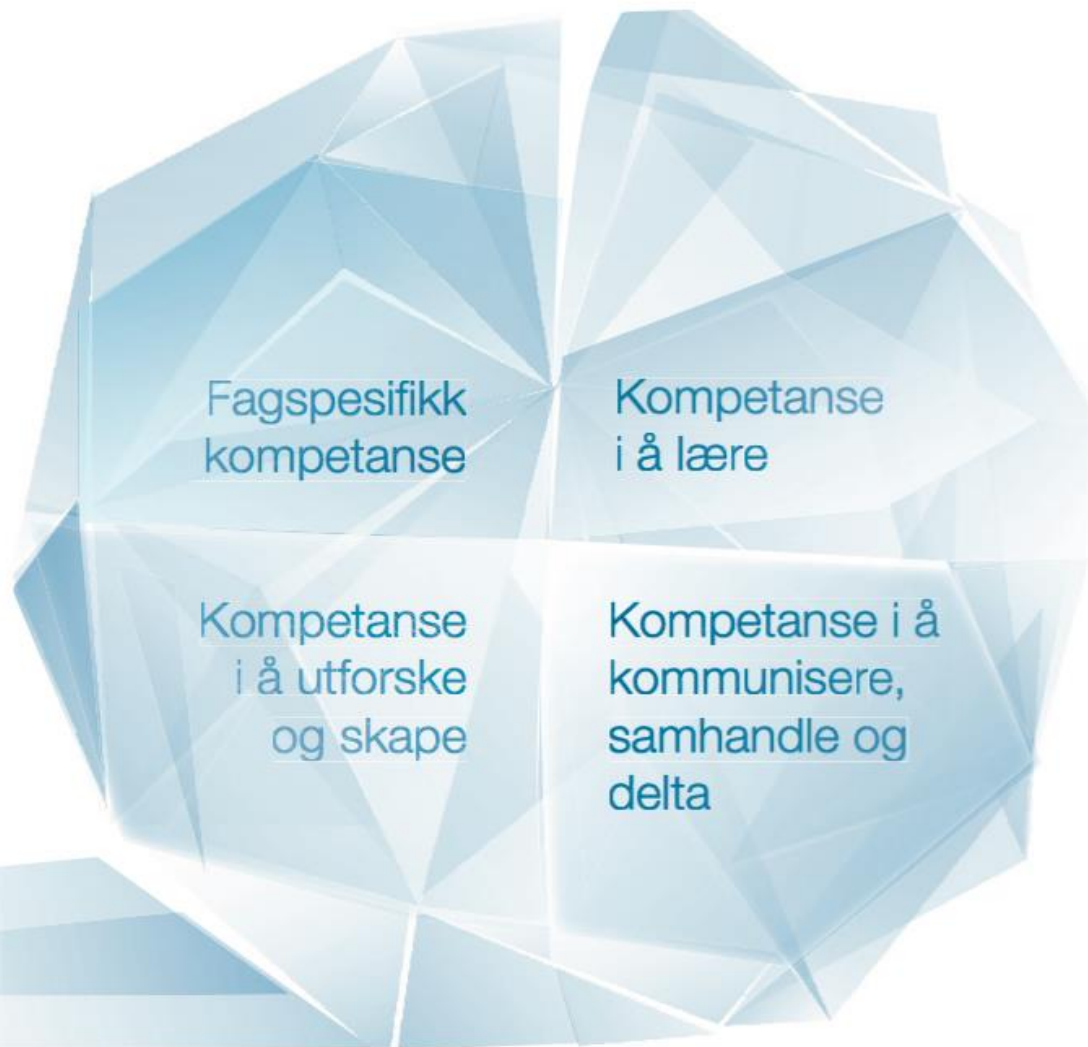 Fagspesifikk
kompetanse
Kompetanse
i å lære
Kompetanse
i å utforske
og skape
Kompetanse i å
kommunisere,
samhandle og
delta